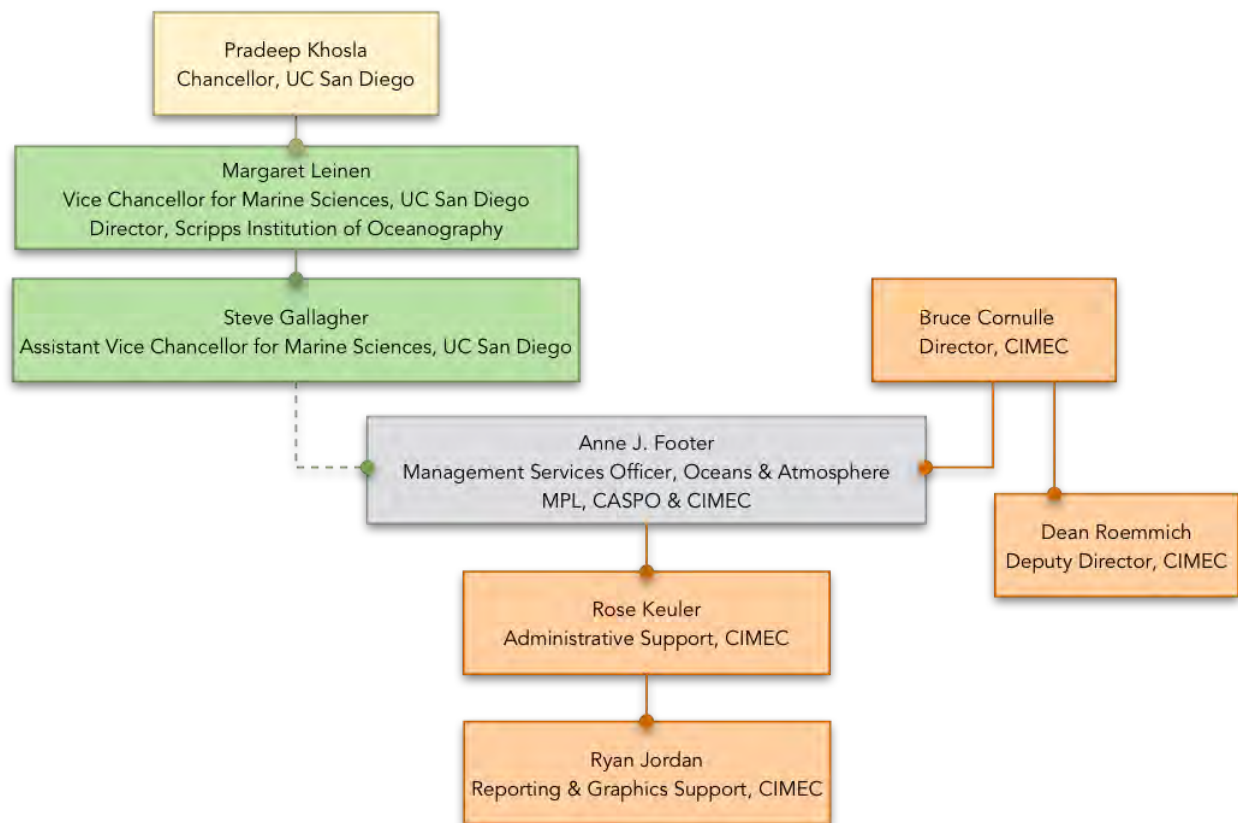 Pradeep Khosla
Chancellor, UC San Diego
Margaret Leinen
Vice Chancellor for Marine Sciences, UC San Diego
Director, Scripps Institution of Oceanography
Steve Gallagher
Assistant Vice Chancellor for Marine Sciences, UC San Diego
Bruce Cornulle
Director, CIMEC
Anne J. Footer
Management Services Officer, Oceans & Atmosphere
MPL, CASPO & CIMEC
Dean Roemmich
Deputy Director, CIMEC
Rose Keuler
Administrative Support, CIMEC
Ryan Jordan
Reporting & Graphics Support, CIMEC